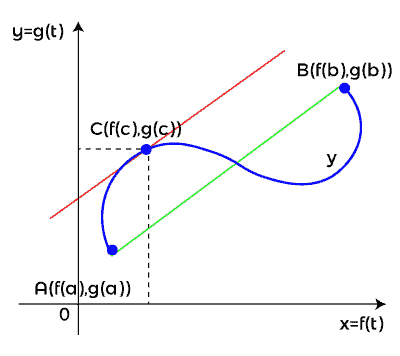 y=g(t)
B(f(b),g(b))
C(f(c),g(c))
y
A(f(a),g(a))
0
x=f(t)